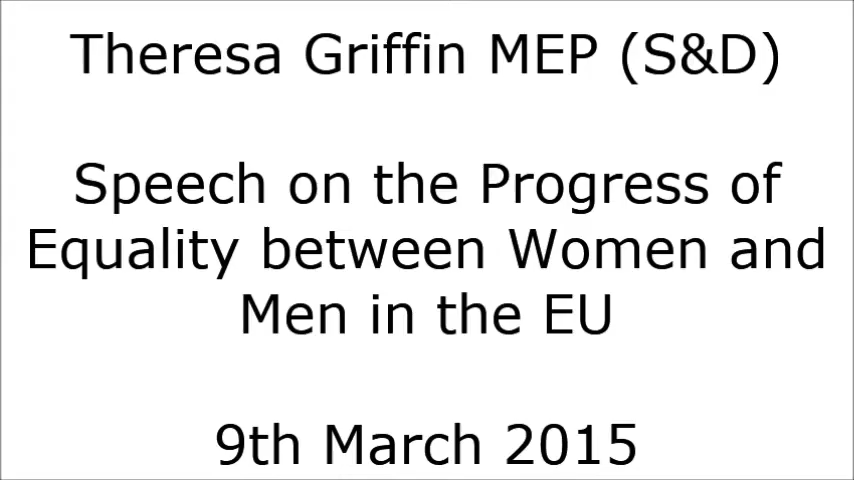 Theresa Griffin MEP (S&D)
Speech on the Progress of
Equality between Women and
Men in the EU
9th March 2015